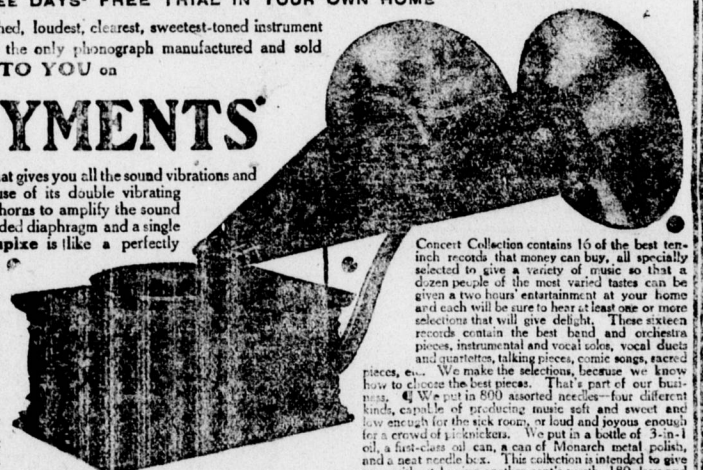 EE DAYS' FREE TRIAL IN YOUR OWN HOME
hed, loudest, clearest, sweetest-toned instrument
the only phonograph manufactured and sold
TO YOU on
YMENTS
at gives you all the sound vibrations and
use of its double vibrating
horns to amplify the sound
ded diaphragm and a single
uplxe is like a perfectly
Concert Collection contains 16 of the best ten-
inch records that money can buy, all specially
selected to give a variety of music so that a
dozen people of the most varied tastes can be
given a two hours' entertainment at your home
and each will be sure to hear at least one or more
selections that will give delight. These sixteen
records contain the best band and orchestra
pieces, instrumental and vocal solos, vocal duets
and quartettes, talking pieces, comic songs, sacred
pieces, etc. We make the selections, because we know
how to choose the best pieces. That's part of our busi-
ness. ¶ We put in 800 assorted needles—four different
kinds, capable of producing music soft and sweet and
low enough for the sick room, or loud and joyous enough
for a crowd of picknickers. We put in a bottle of 3-in-1
oil, a first-class oil can, a can of Monarch metal polish,
and a neat needle box. This collection is intended to give